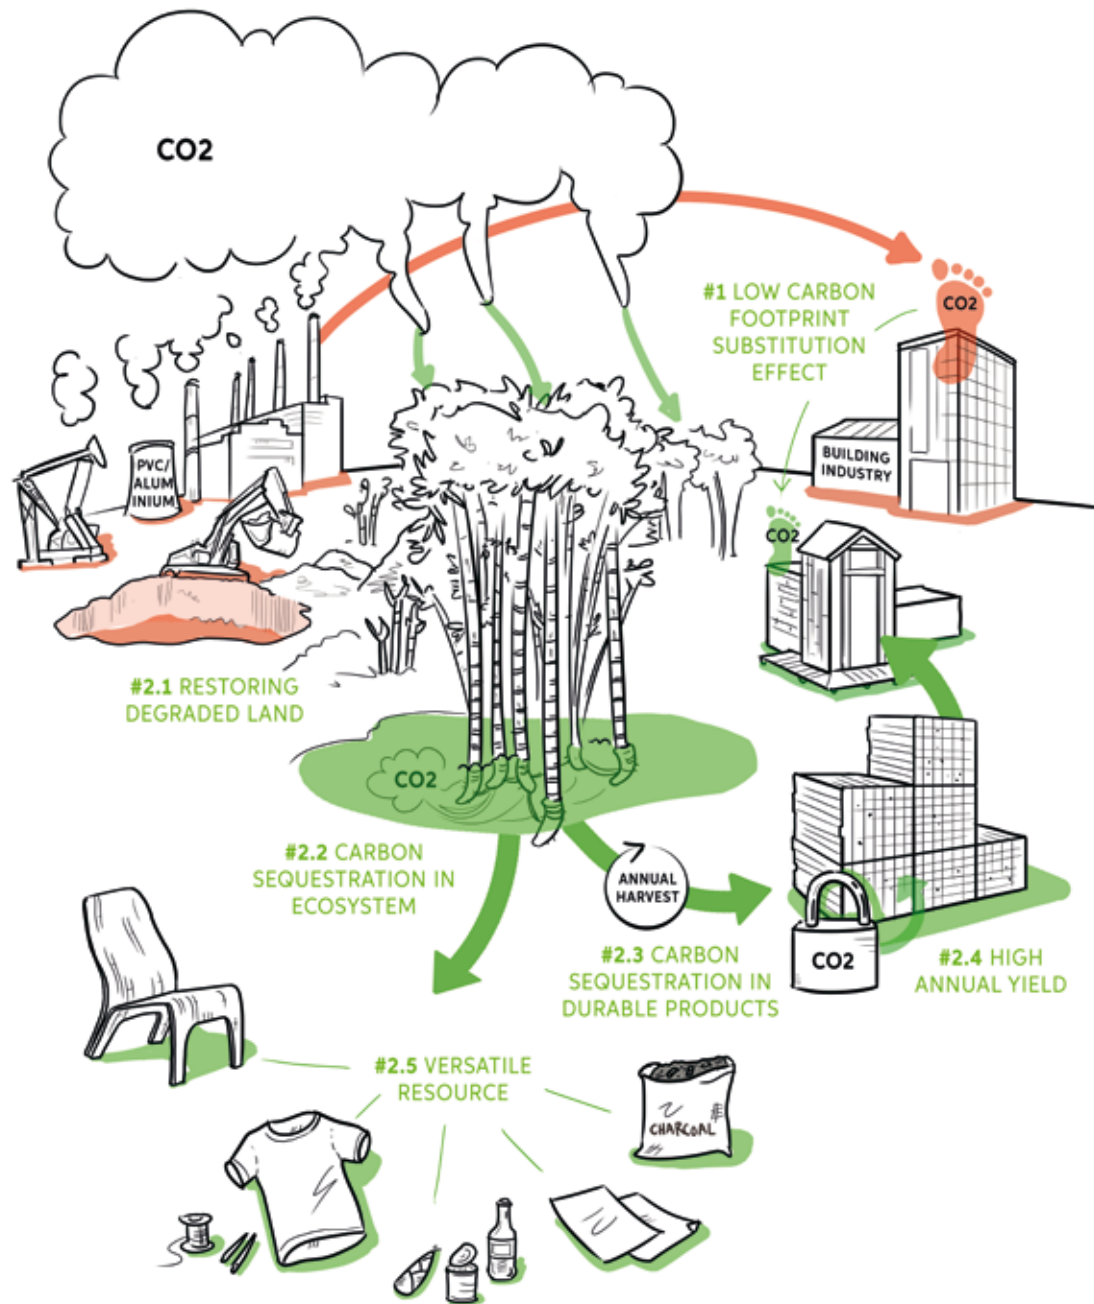 CO2
#1 LOW CARBON
FOOTPRINT
SUBSTITUTION
EFFECT
CO2
BUILDING
INDUSTRY
PVC/
ALUM
INIUM
CO2
#2.1 RESTORING
DEGRADED LAND
CO2
#2.2 CARBON
SEQUESTRATION IN
ECOSYSTEM
ANNUAL
HARVEST
#2.3 CARBON
SEQUESTRATION IN
DURABLE PRODUCTS
CO2
#2.4 HIGH
ANNUAL YIELD
#2.5 VERSATILE
RESOURCE
CHARCOAL